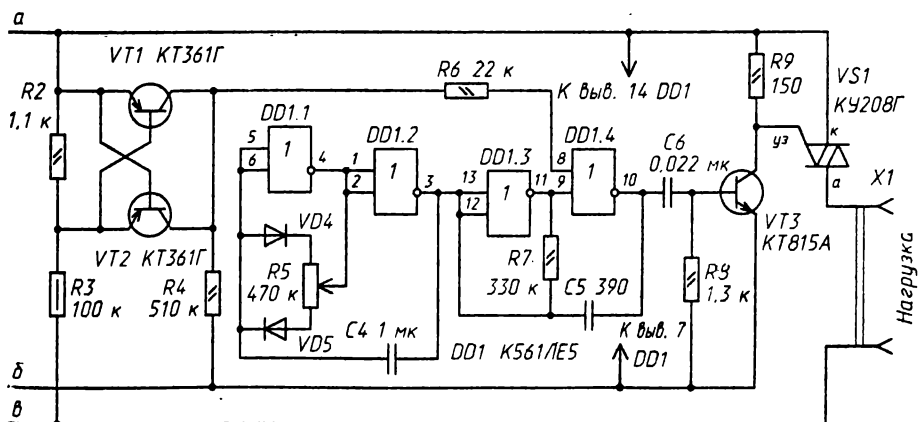 а
VT1 КТ361Г
R2
1,1 к
R6 22 к
К выв. 14 DD1
R9
150
VS1
КУ208Г
DD1.1
5
6
1
4
DD1.2
1
2
1
3
DD1.3
13
12
1
11
DD1.4
8
9
1
10
C6
0,022 мк
уэ
к
а
X1
VT2 КТ361Г
VD4
R5
470 к
R7
330 к
VT3
КТ815А
R3
100 к
R4
510 к
VD5
C4 1 мк
C5 390
R8
1,3 к
Нагрузка
DD1 К561ЛЕ5
К выв. 7
DD1
б
в